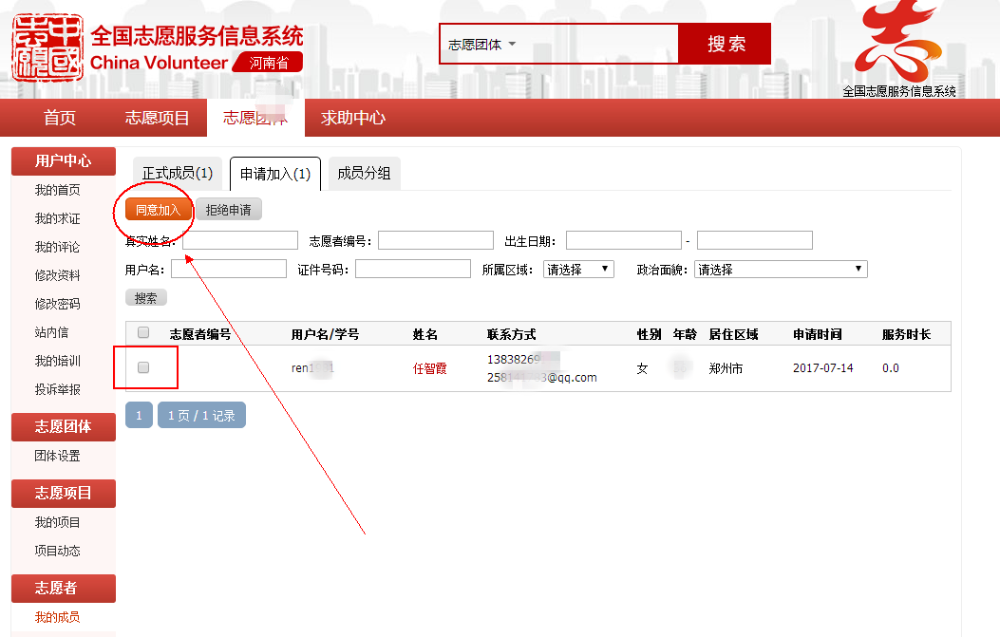 志愿中國
全国志愿服务信息系统
China Volunteer 河南省
志愿团体 搜索
全国志愿服务信息系统
首页 志愿项目 志愿团体 求助中心
用户中心
我的首页
我的求证
我的评论
修改资料
修改密码
站内信
我的培训
投诉举报
志愿团体
团体设置
志愿项目
我的项目
项目动态
志愿者
我的成员
正式成员(1) 申请加入(1) 成员分组
同意加入 拒绝申请
真实姓名: 志愿者编号: 出生日期: -
用户名: 证件号码: 所属区域: 请选择 政治面貌: 请选择
搜索
志愿者编号 用户名/学号 姓名 联系方式 性别 年龄 居住区域 申请时间 服务时长
ren1 任智霞 13838269 女 郑州市 2017-07-14 0.0
2581 3@qq.com
1 1 页 / 1 记录